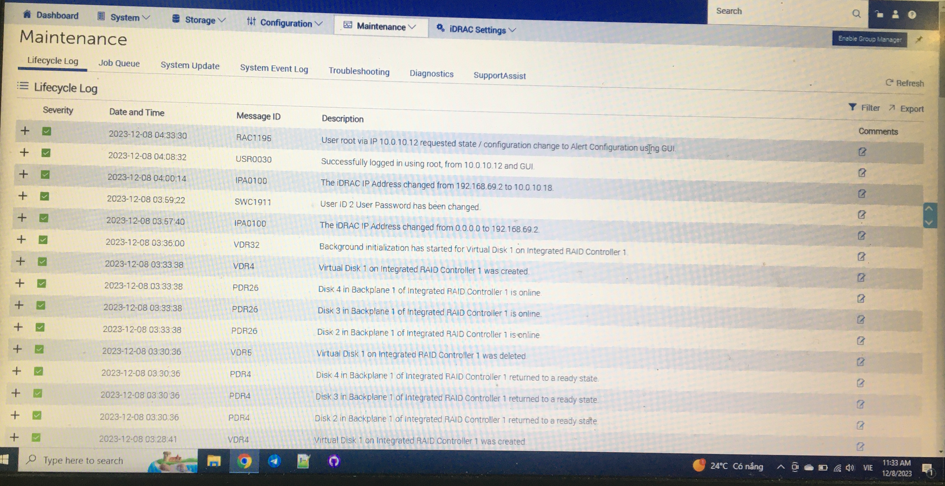 Dashboard System Storage Configuration Maintenance iDRAC Settings Search
Enable Group Manager
Maintenance
Lifecycle Log Job Queue System Update System Event Log Troubleshooting Diagnostics SupportAssist
Refresh
Lifecycle Log
Filter Export
Severity Date and Time Message ID Description Comments
2023-12-08 04:33:30 RAC1195 User root via IP 10.0.10.12 requested state / configuration change to Alert Configuration using GUI.
2023-12-08 04:08:32 USR0030 Successfully logged in using root, from 10.0.10.12 and GUI.
2023-12-08 04:00:14 IPA0100 The iDRAC IP Address changed from 192.168.69.2 to 10.0.10.18.
2023-12-08 03:59:22 SWC1911 User ID 2 User Password has been changed.
2023-12-08 03:57:40 IPA0100 The iDRAC IP Address changed from 0.0.0.0 to 192.168.69.2.
2023-12-08 03:36:00 VDR32 Background initialization has started for Virtual Disk 1 on Integrated RAID Controller 1.
2023-12-08 03:33:38 VDR4 Virtual Disk 1 on Integrated RAID Controller 1 was created.
2023-12-08 03:33:38 PDR26 Disk 4 in Backplane 1 of Integrated RAID Controller 1 is online.
2023-12-08 03:33:38 PDR26 Disk 3 in Backplane 1 of Integrated RAID Controller 1 is online.
2023-12-08 03:33:38 PDR26 Disk 2 in Backplane 1 of Integrated RAID Controller 1 is online.
2023-12-08 03:30:36 VDR5 Virtual Disk 1 on Integrated RAID Controller 1 was deleted.
2023-12-08 03:30:36 PDR4 Disk 4 in Backplane 1 of Integrated RAID Controller 1 returned to a ready state.
2023-12-08 03:30:36 PDR4 Disk 3 in Backplane 1 of Integrated RAID Controller 1 returned to a ready state.
2023-12-08 03:30:36 PDR4 Disk 2 in Backplane 1 of Integrated RAID Controller 1 returned to a ready state.
2023-12-08 03:28:41 VDR4 Virtual Disk 1 on Integrated RAID Controller 1 was created.
Type here to search 24°C Có nắng VIE 11:33 AM
12/8/2023